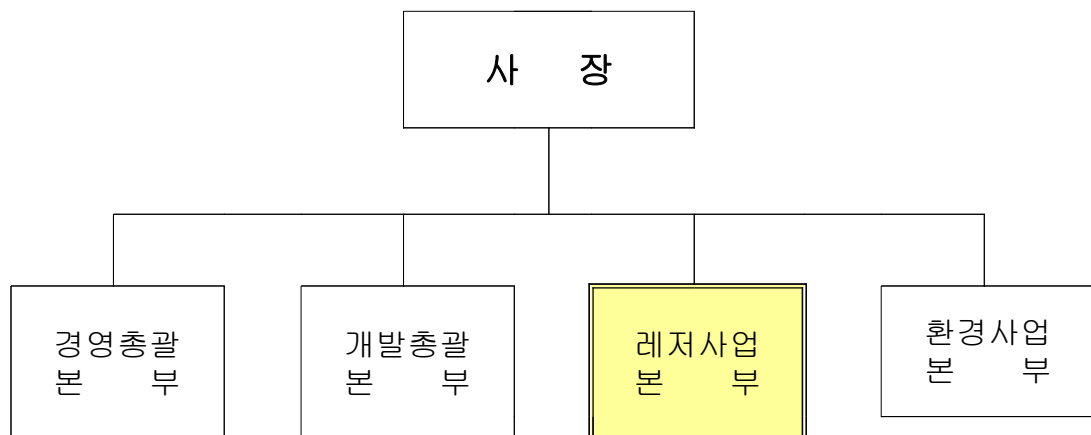 사 장
경영총괄
본 부
개발총괄
본 부
레저사업
본 부
환경사업
본 부